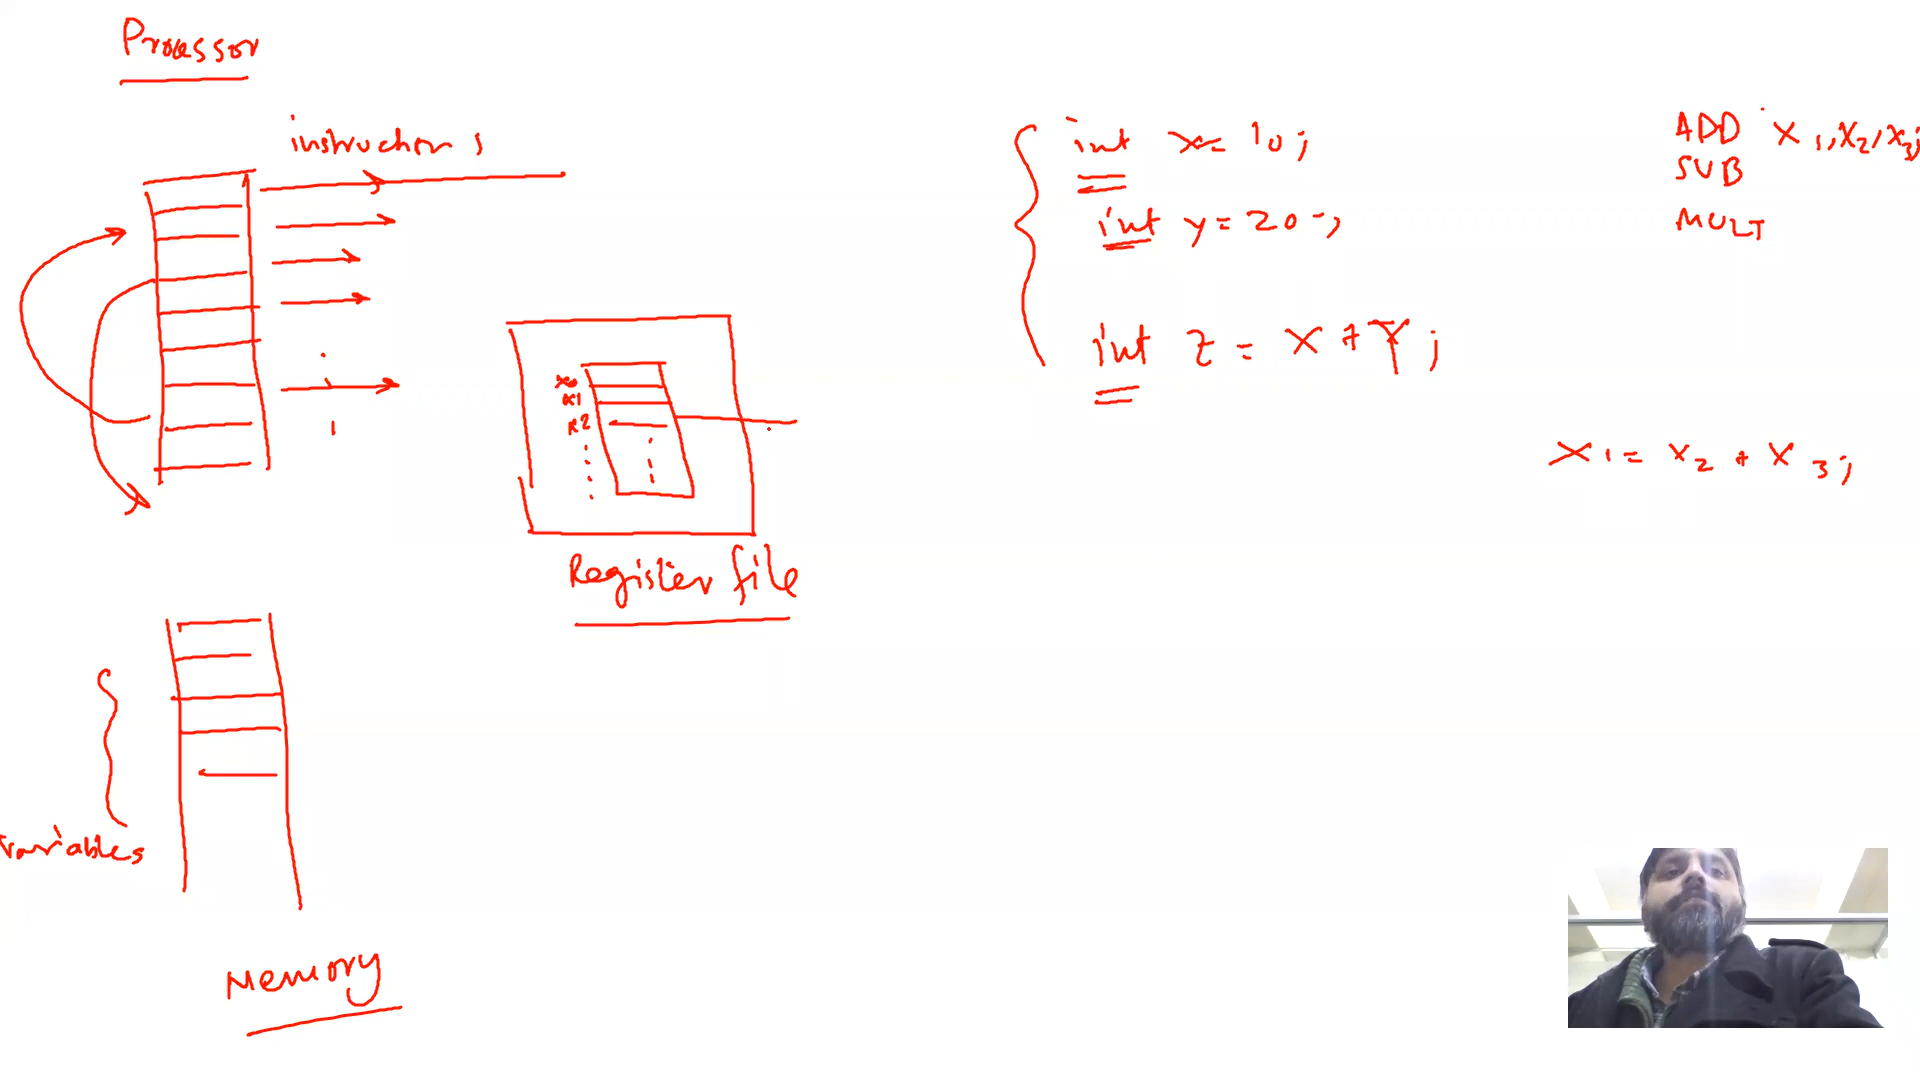 Processor
instructions
x0
x1
x2
Register file
variables
Memory
int x = 10;
int y = 20;
int z = x + y;
ADD x1, x2, x3;
SUB
MULT
x1 = x2 + x3;